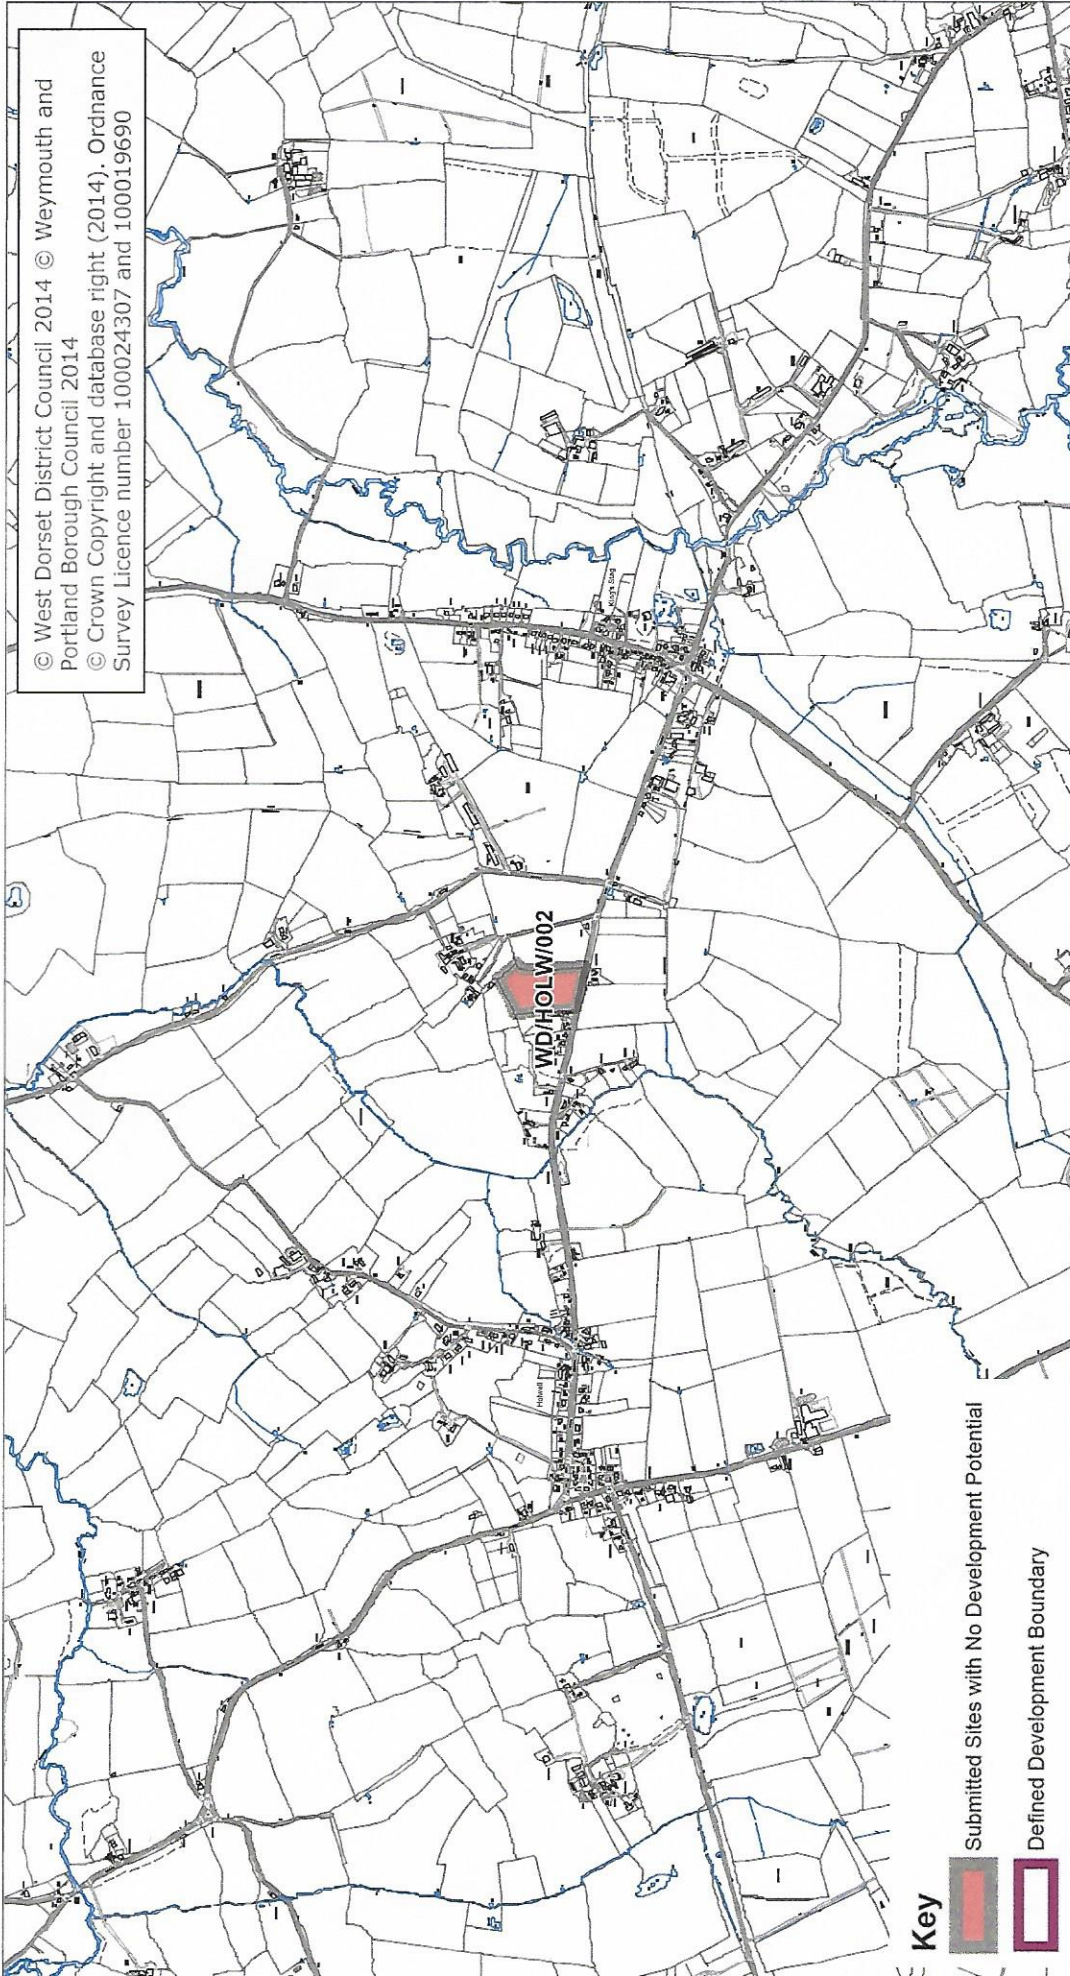 © West Dorset District Council 2014 © Weymouth and
Portland Borough Council 2014
© Crown Copyright and database right (2014). Ordnance
Survey Licence number 100024307 and 100019690
King's Stag
WD/HOLW/002
Holwell
Key
Submitted Sites with No Development Potential
Defined Development Boundary